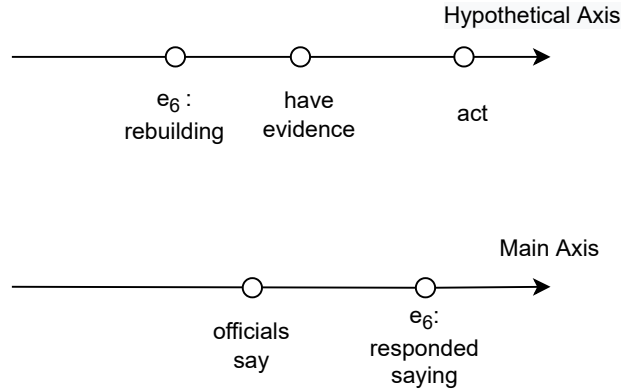 Hypothetical Axis
e₆ :
rebuilding
have
evidence
act
Main Axis
officials
say
e₆:
responded
saying